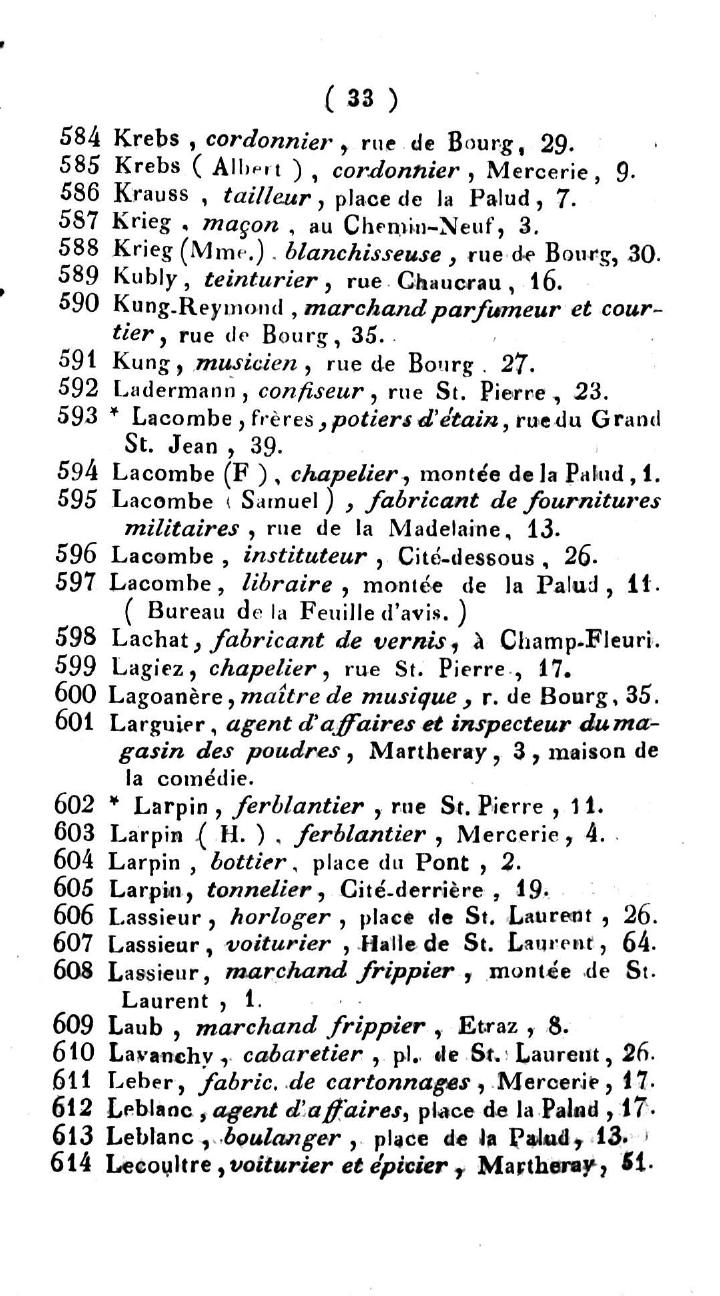 ( 33 )
584 Krebs , cordonnier , rue de Bourg, 29.
585 Krebs ( Albert ) , cordonnier , Mercerie, 9.
586 Krauss , tailleur, place de la Palud, 7.
587 Krieg , maçon , au Chemin-Neuf, 3.
588 Krieg (Mme.) . blanchisseuse , rue de Bourg, 30.
589 Kubly, teinturier, rue Chaucrau, 16.
590 Kung-Reymond , marchand parfumeur et cour-
tier, rue de Bourg, 35.
591 Kung, musicien, rue de Bourg . 27.
592 Ladermann, confiseur, rue St. Pierre, 23.
593 * Lacombe, frères, potiers d'étain, rue du Grand
St. Jean , 39.
594 Lacombe (F ) , chapelier, montée de la Palud, 1.
595 Lacombe ( Samuel ) , fabricant de fournitures
militaires , rue de la Madelaine, 13.
596 Lacombe , instituteur , Cité-dessous , 26.
597 Lacombe, libraire , montée de la Palud, 11.
( Bureau de la Feuille d'avis. )
598 Lachat, fabricant de vernis, à Champ-Fleuri.
599 Lagiez, chapelier, rue St. Pierre , 17.
600 Lagoanère, maître de musique , r. de Bourg, 35.
601 Larguier, agent d'affaires et inspecteur du ma-
gasin des poudres, Martheray, 3, maison de
la comédie.
602 * Larpin, ferblantier , rue St. Pierre , 11.
603 Larpin ( H. ) , ferblantier , Mercerie, 4.
604 Larpin , bottier, place du Pont , 2.
605 Larpin, tonnelier, Cité-derrière , 19.
606 Lassieur, horloger , place de St. Laurent , 26.
607 Lassieur, voiturier , Halle de St. Laurent, 64.
608 Lassieur, marchand frippier , montée de St.
Laurent , 1.
609 Laub , marchand frippier , Etraz , 8.
610 Lavanchy , cabaretier , pl. de St. Laurent, 26.
611 Leber, fabric. de cartonnages , Mercerie, 17.
612 Leblanc , agent d'affaires, place de la Palud , 17.
613 Leblanc , boulanger , place de la Palud, 13.
614 Lecoultre, voiturier et épicier , Martheray, 51.